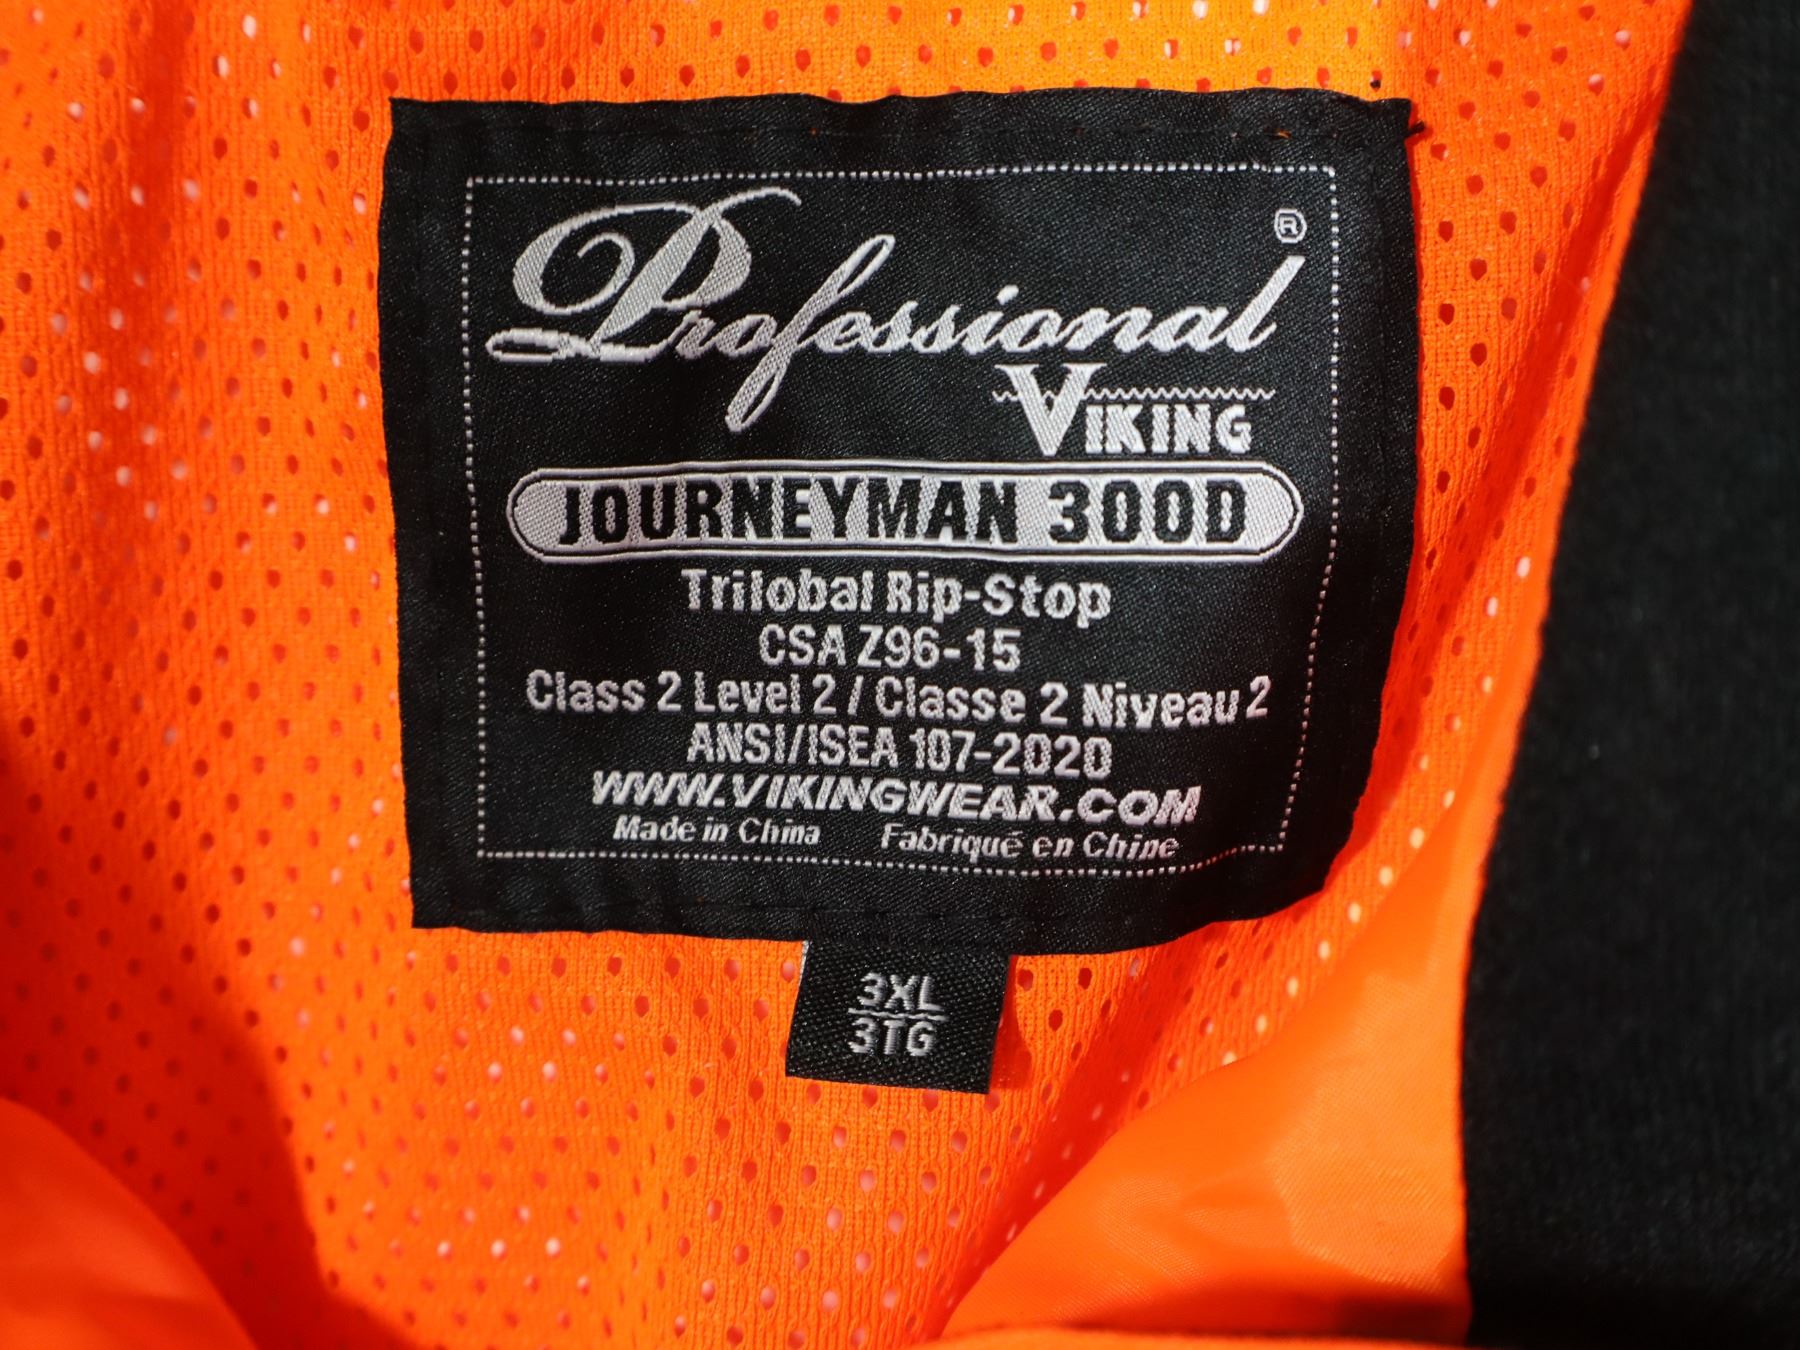 Professional®
VIKING
JOURNEYMAN 300D
Trilobal Rip-Stop
CSA Z96-15
Class 2 Level 2 / Classe 2 Niveau 2
ANSI/ISEA 107-2020
WWW.VIKINGWEAR.COM
Made in China Fabriqué en Chine
3XL
3TG